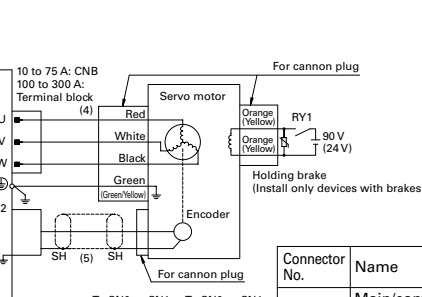 For cannon plug
10 to 75 A: CNB
100 to 300 A:
Terminal block
(4)
Servo motor
U
Red
V
White
W
Black
Green
(Green/Yellow)
Orange
(Yellow)
Orange
(Yellow)
RY1
90 V
(24 V)
Holding brake
(Install only devices with brakes
2
Encoder
SH
(5)
SH
For cannon plug
Connector
No.
Name